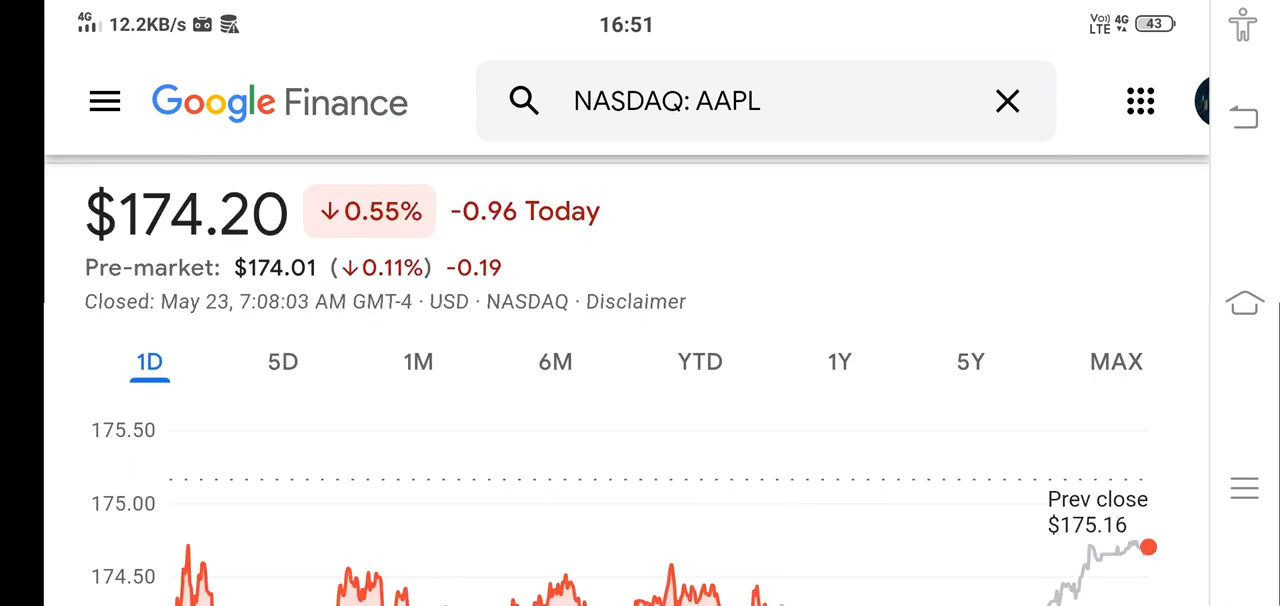 4G 12.2KB/s 16:51 Vo) LTE 4G 43
Google Finance NASDAQ: AAPL
$174.20 ↓0.55% -0.96 Today
Pre-market: $174.01 (↓0.11%) -0.19
Closed: May 23, 7:08:03 AM GMT-4 · USD · NASDAQ · Disclaimer
1D 5D 1M 6M YTD 1Y 5Y MAX
175.50
175.00
Prev close
$175.16
174.50